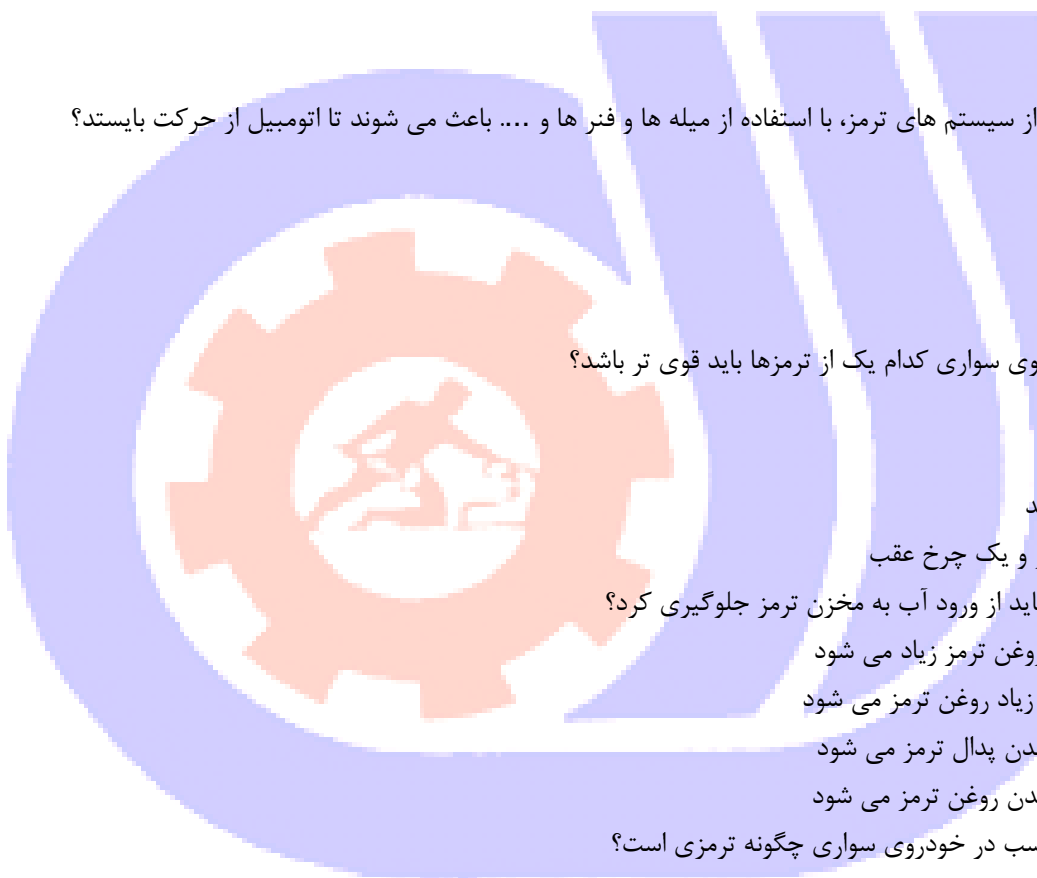 از سیستم های ترمز، با استفاده از میله ها و فنر ها و .... باعث می شوند تا اتومبیل از حرکت بایستد؟
وی سواری کدام یک از ترمزها باید قوی تر باشد؟
د
و یک چرخ عقب
باید از ورود آب به مخزن ترمز جلوگیری کرد؟
روغن ترمز زیاد می شود
زیاد روغن ترمز می شود
دن پدال ترمز می شود
دن روغن ترمز می شود
سب در خودروی سواری چگونه ترمزی است؟